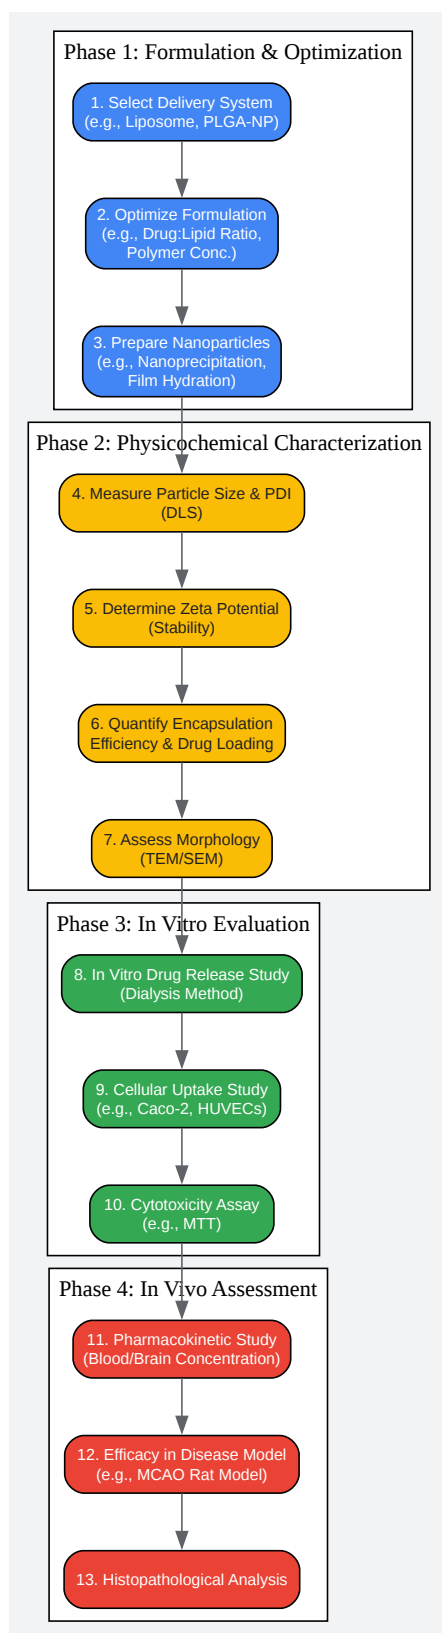 Phase 1: Formulation & Optimization
1. Select Delivery System
(e.g., Liposome, PLGA-NP)
2. Optimize Formulation
(e.g., Drug:Lipid Ratio,
Polymer Conc.)
3. Prepare Nanoparticles
(e.g., Nanoprecipitation,
Film Hydration)
Phase 2: Physicochemical Characterization
4. Measure Particle Size & PDI
(DLS)
5. Determine Zeta Potential
(Stability)
6. Quantify Encapsulation
Efficiency & Drug Loading
7. Assess Morphology
(TEM/SEM)
Phase 3: In Vitro Evaluation
8. In Vitro Drug Release Study
(Dialysis Method)
9. Cellular Uptake Study
(e.g., Caco-2, HUVECs)
10. Cytotoxicity Assay
(e.g., MTT)
Phase 4: In Vivo Assessment
11. Pharmacokinetic Study
(Blood/Brain Concentration)
12. Efficacy in Disease Model
(e.g., MCAO Rat Model)
13. Histopathological Analysis